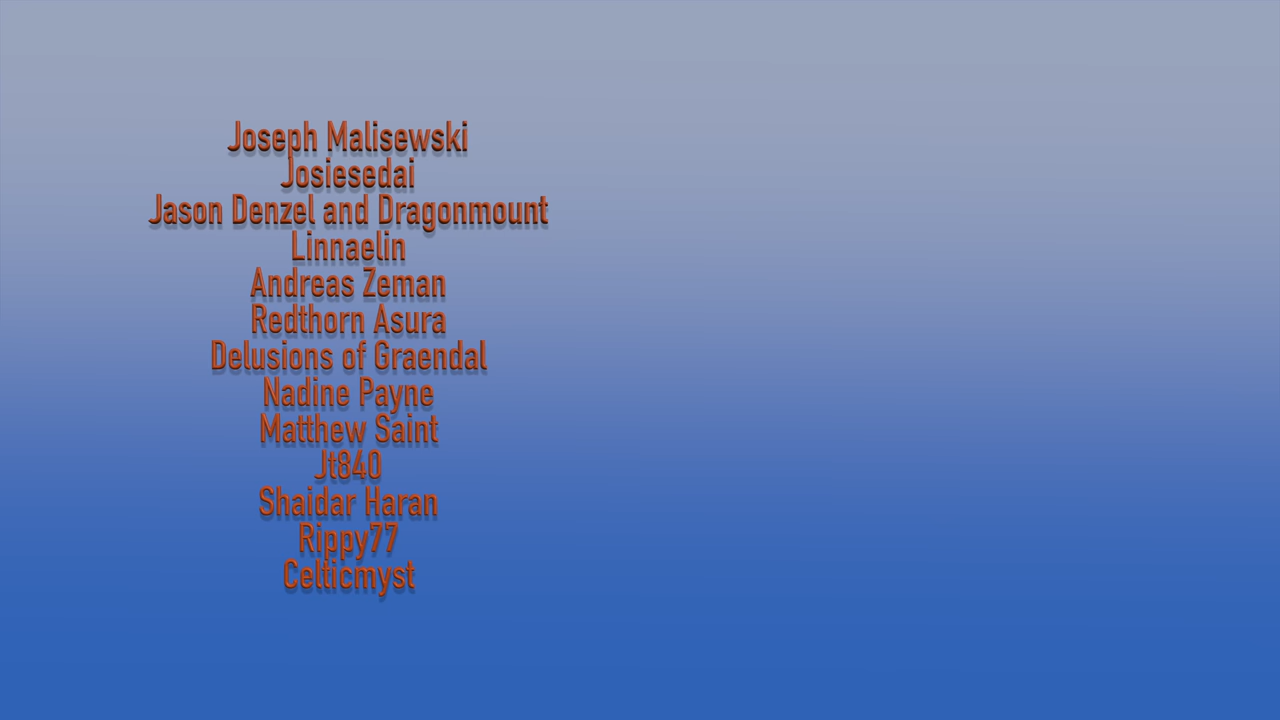 Joseph Malisewski
Josiesedai
Jason Denzel and Dragonmount
Linnaelin
Andreas Zeman
Redthorn Asura
Delusions of Graendal
Nadine Payne
Matthew Saint
Jt840
Shaidar Haran
Rippy77
Celticmyst